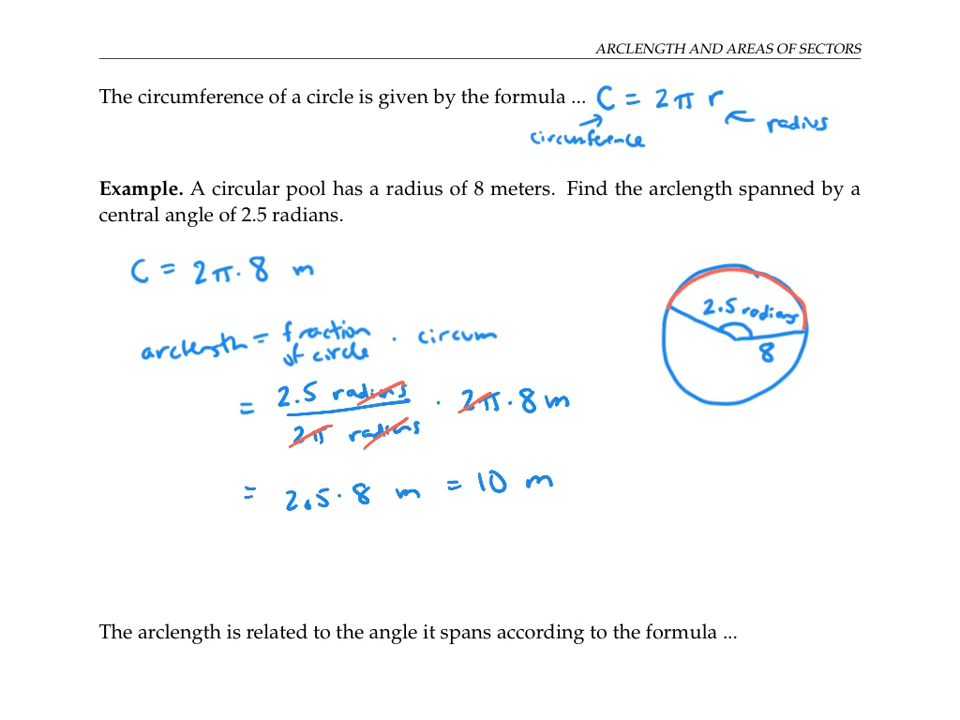 ARCLENGTH AND AREAS OF SECTORS
The circumference of a circle is given by the formula ... C = 2π r
circumference
radius
Example. A circular pool has a radius of 8 meters. Find the arclength spanned by a
central angle of 2.5 radians.
C = 2π · 8 m
2.5 radians
8
arclength = fraction of circle · circum
= 2.5 radians / 2π radians · 2π · 8 m
= 2.5 · 8 m = 10 m
The arclength is related to the angle it spans according to the formula ...